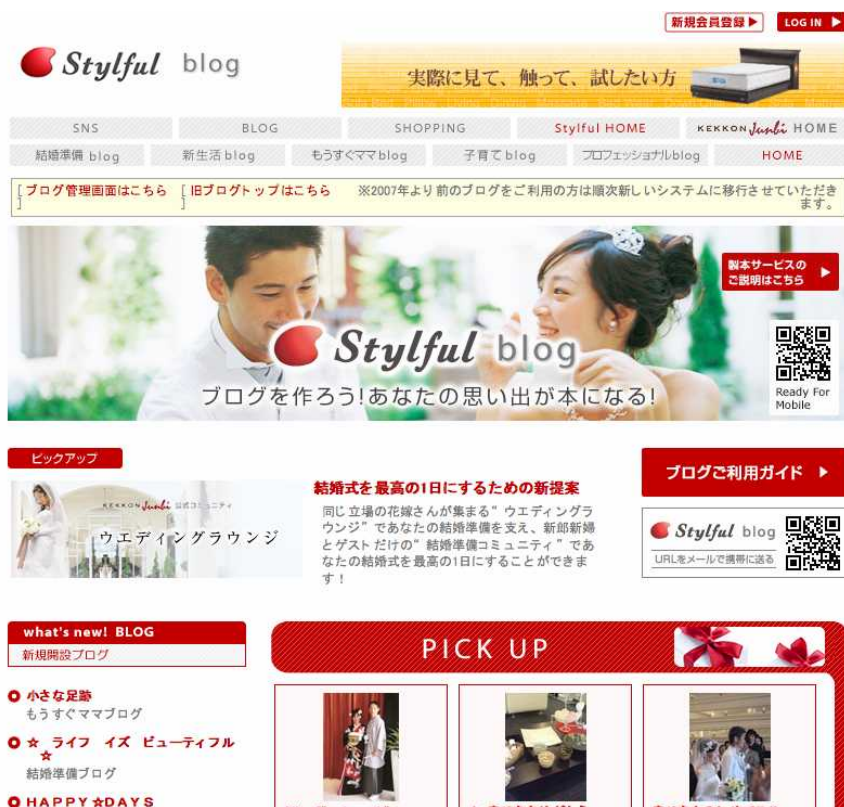 新規会員登録▶ LOG IN ▶
Stylful blog
実際に見て、触って、試したい方
SNS BLOG SHOPPING Stylful HOME KEKKON Junbi HOME
結婚準備 blog 新生活 blog もうすぐママ blog 子育て blog プロフェッショナルblog HOME
[ブログ管理画面はこちら] [旧ブログトップはこちら] ※2007年より前のブログをご利用の方は順次新しいシステムに移行させていただき
ます。
製本サービスの
ご説明はこちら
Stylful blog
ブログを作ろう!あなたの思い出が本になる!
Ready For
Mobile
ピックアップ
KEKKON Junbi 公式コミュニティ
ウエディングラウンジ
結婚式を最高の1日にするための新提案
同じ立場の花嫁さんが集まる"ウエディングラ
ウンジ"であなたの結婚準備を支え、新郎新婦
とゲストだけの"結婚準備コミュニティ"であ
なたの結婚式を最高の1日にすることができま
す!
ブログご利用ガイド ▶
Stylful blog
URLをメールで携帯に送る
what's new! BLOG
新規開設ブログ
PICK UP
小さな足跡
もうすぐママブログ
☆ ライフ イズ ビューティフル
☆
結婚準備ブログ
HAPPY☆DAYS